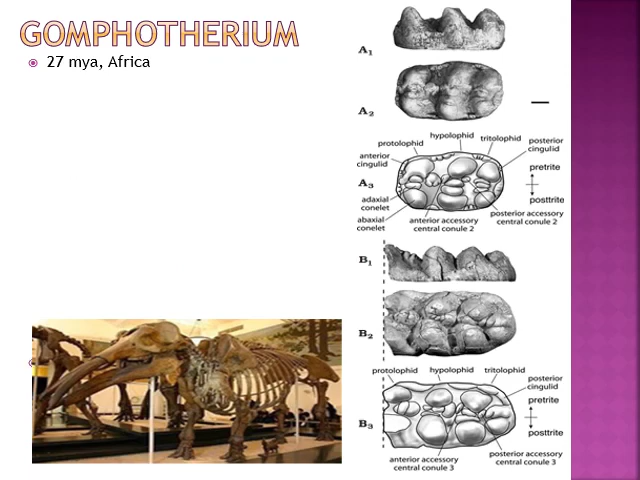 GOMPHOTHERIUM
27 mya, Africa
A1
A2
hypolophid
protolophid
tritolophid
posterior
cingulid
anterior
cingulid
pretrite
A3
adaxial
conelet
posttrite
abaxial
conelet
anterior accessory
central conule 2
posterior accessory
central conule 2
B1
B2
protolophid
hypolophid
tritolophid
posterior
cingulid
pretrite
B3
posttrite
anterior accessory
central conule 3
posterior accessory
central conule 3